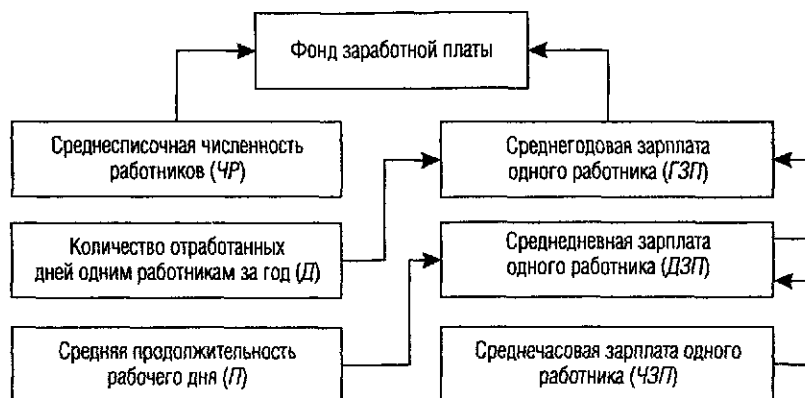 Фонд заработной платы
Среднесписочная численность
работников (ЧР)
Среднегодовая зарплата
одного работника (ГЗП)
Количество отработанных
дней одним работникам за год (Д)
Среднедневная зарплата
одного работника (ДЗП)
Средняя продолжительность
рабочего дня (П)
Среднечасовая зарплата одного
работника (ЧЗП)